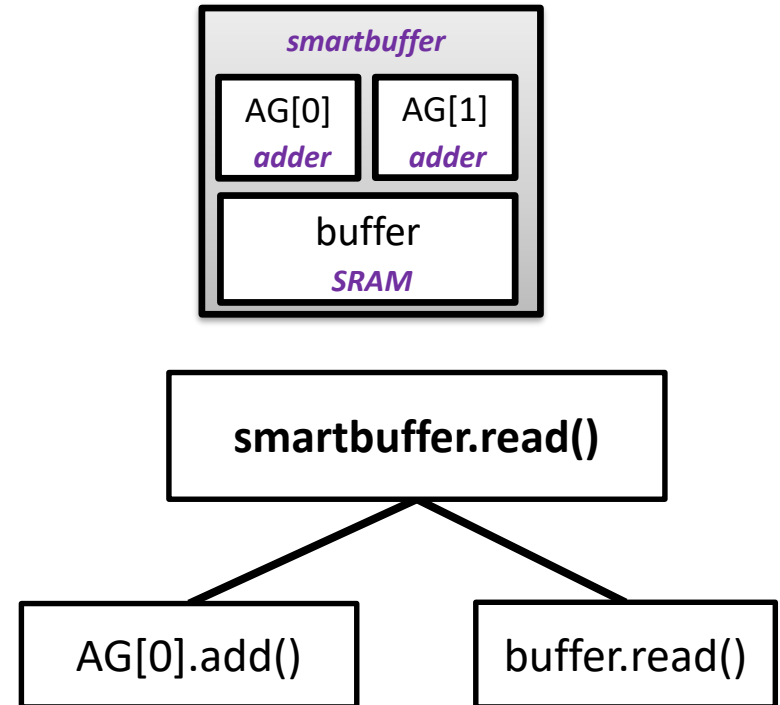 smartbuffer
AG[0] AG[1]
adder adder
buffer
SRAM
smartbuffer.read()
AG[0].add() buffer.read()